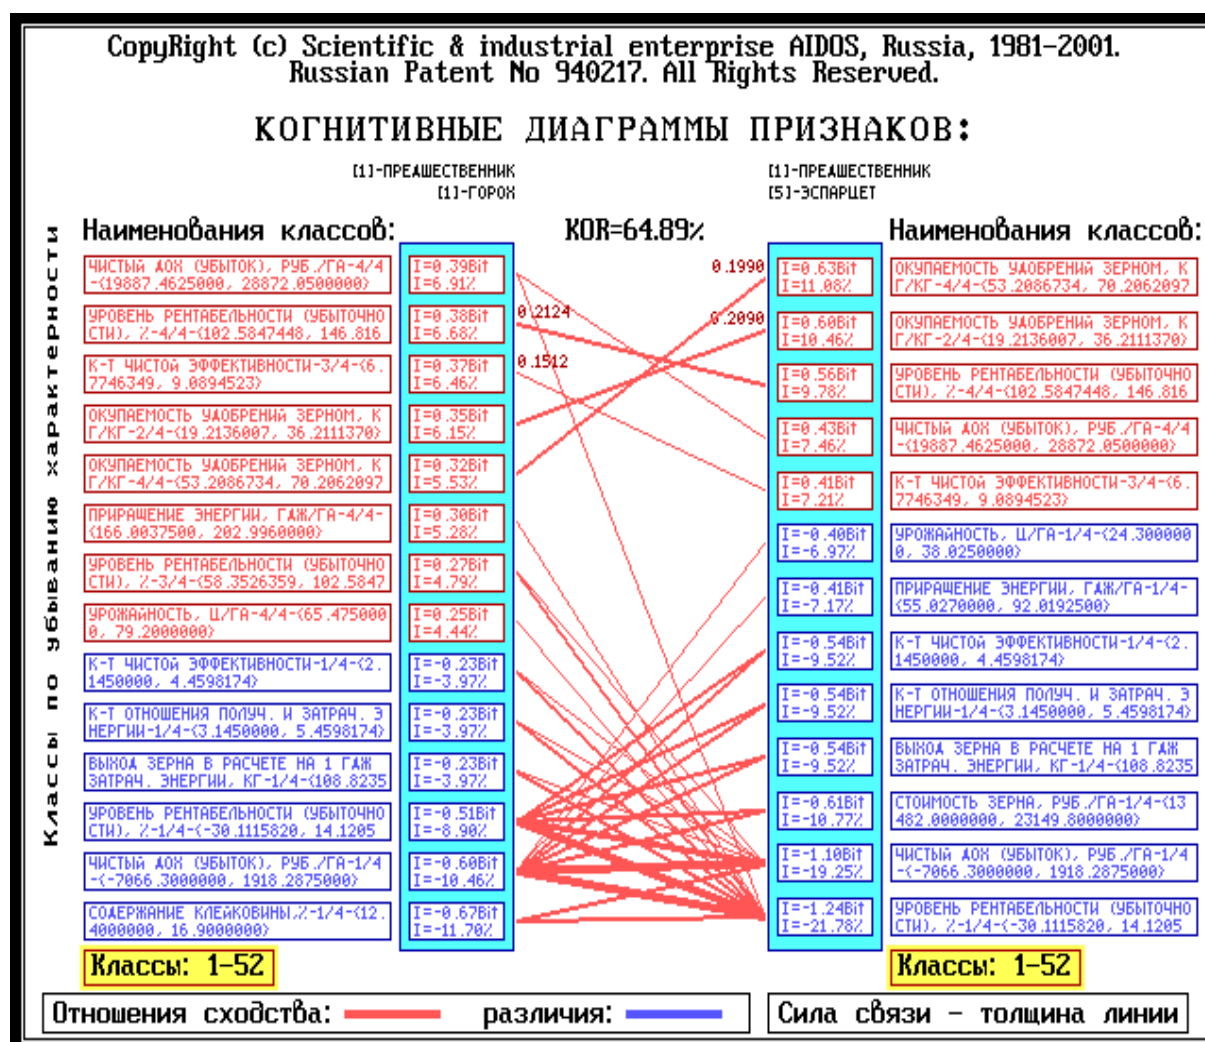 CopyRight (c) Scientific & industrial enterprise AIDOS, Russia, 1981-2001.
Russian Patent No 940217. All Rights Reserved.
КОГНИТИВНЫЕ ДИАГРАММЫ ПРИЗНАКОВ:
[1]-ПРЕДШЕСТВЕННИК
[1]-ГОРОХ
[1]-ПРЕДШЕСТВЕННИК
[5]-ЭСПАРЦЕТ
Классы по убыванию характерности
Наименования классов:
KOR=64.89%
Наименования классов:
ЧИСТЫЙ ДОХ (УБЫТОК), РУБ./ГА-4/4
-{19887.4625000, 28872.0500000}
I=0.39Bit
I=6.91%
УРОВЕНЬ РЕНТАБЕЛЬНОСТИ (УБЫТОЧНО
СТИ), %-4/4-{102.5847448, 146.816
I=0.38Bit
I=6.68%
К-Т ЧИСТОЙ ЭФФЕКТИВНОСТИ-3/4-{6.
7746349, 9.0894523}
I=0.37Bit
I=6.46%
ОКУПАЕМОСТЬ УДОБРЕНИЙ ЗЕРНОМ, К
Г/КГ-2/4-{19.2136007, 36.2111370}
I=0.35Bit
I=6.15%
ОКУПАЕМОСТЬ УДОБРЕНИЙ ЗЕРНОМ, К
Г/КГ-4/4-{53.2086734, 70.2062097
I=0.32Bit
I=5.53%
ПРИРАЩЕНИЕ ЭНЕРГИИ, ГДЖ/ГА-4/4-
{166.0037500, 202.9960000}
I=0.30Bit
I=5.28%
УРОВЕНЬ РЕНТАБЕЛЬНОСТИ (УБЫТОЧНО
СТИ), %-3/4-{58.3526359, 102.5847
I=0.27Bit
I=4.79%
УРОЖАЙНОСТЬ, Ц/ГА-4/4-{65.475000
0, 79.2000000}
I=0.25Bit
I=4.44%
К-Т ЧИСТОЙ ЭФФЕКТИВНОСТИ-1/4-{2.
1450000, 4.4598174}
I=-0.23Bit
I=-3.97%
К-Т ОТНОШЕНИЯ ПОЛУЧ. И ЗАТРАЧ. Э
НЕРГИИ-1/4-{3.1450000, 5.4598174}
I=-0.23Bit
I=-3.97%
ВЫХОД ЗЕРНА В РАСЧЕТЕ НА 1 ГДЖ
ЗАТРАЧ. ЭНЕРГИИ, КГ-1/4-{108.8235
I=-0.23Bit
I=-3.97%
УРОВЕНЬ РЕНТАБЕЛЬНОСТИ (УБЫТОЧНО
СТИ), %-1/4-{-30.1115820, 14.1205
I=-0.51Bit
I=-8.90%
ЧИСТЫЙ ДОХ (УБЫТОК), РУБ./ГА-1/4
-{-7066.3000000, 1918.2875000}
I=-0.60Bit
I=-10.46%
СОДЕРЖАНИЕ КЛЕЙКОВИНЫ,%-1/4-{12.
4000000, 16.9000000}
I=-0.67Bit
I=-11.70%
0.2124
0.1512
0.1990
0.2090
I=0.63Bit
I=11.08%
ОКУПАЕМОСТЬ УДОБРЕНИЙ ЗЕРНОМ, К
Г/КГ-4/4-{53.2086734, 70.2062097
I=0.60Bit
I=10.46%
ОКУПАЕМОСТЬ УДОБРЕНИЙ ЗЕРНОМ, К
Г/КГ-2/4-{19.2136007, 36.2111370}
I=0.56Bit
I=9.78%
УРОВЕНЬ РЕНТАБЕЛЬНОСТИ (УБЫТОЧНО
СТИ), %-4/4-{102.5847448, 146.816
I=0.43Bit
I=7.46%
ЧИСТЫЙ ДОХ (УБЫТОК), РУБ./ГА-4/4
-{19887.4625000, 28872.0500000}
I=0.41Bit
I=7.21%
К-Т ЧИСТОЙ ЭФФЕКТИВНОСТИ-3/4-{6.
7746349, 9.0894523}
I=-0.40Bit
I=-6.97%
УРОЖАЙНОСТЬ, Ц/ГА-1/4-{24.300000
0, 38.0250000}
I=-0.41Bit
I=-7.17%
ПРИРАЩЕНИЕ ЭНЕРГИИ, ГДЖ/ГА-1/4-
{55.0270000, 92.0192500}
I=-0.54Bit
I=-9.52%
К-Т ЧИСТОЙ ЭФФЕКТИВНОСТИ-1/4-{2.
1450000, 4.4598174}
I=-0.54Bit
I=-9.52%
К-Т ОТНОШЕНИЯ ПОЛУЧ. И ЗАТРАЧ. Э
НЕРГИИ-1/4-{3.1450000, 5.4598174}
I=-0.54Bit
I=-9.52%
ВЫХОД ЗЕРНА В РАСЧЕТЕ НА 1 ГДЖ
ЗАТРАЧ. ЭНЕРГИИ, КГ-1/4-{108.8235
I=-0.61Bit
I=-10.77%
СТОИМОСТЬ ЗЕРНА, РУБ./ГА-1/4-{13
482.0000000, 23149.8000000}
I=-1.10Bit
I=-19.25%
ЧИСТЫЙ ДОХ (УБЫТОК), РУБ./ГА-1/4
-{-7066.3000000, 1918.2875000}
I=-1.24Bit
I=-21.78%
УРОВЕНЬ РЕНТАБЕЛЬНОСТИ (УБЫТОЧНО
СТИ), %-1/4-{-30.1115820, 14.1205
Классы: 1-52
Классы: 1-52
Отношения сходства: различия:
Сила связи - толщина линии